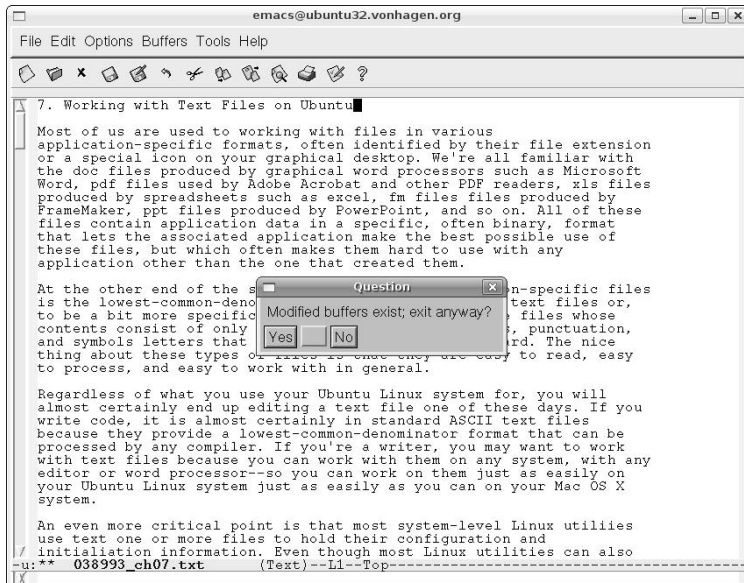 emacs@ubuntu32.vonhagen.org
File Edit Options Buffers Tools Help
7. Working with Text Files on Ubuntu
Most of us are used to working with files in various
application-specific formats, often identified by their file extension
or a special icon on your graphical desktop. We're all familiar with
the doc files produced by graphical word processors such as Microsoft
Word, pdf files used by Adobe Acrobat and other PDF readers, xls files
produced by spreadsheets such as excel, fm files files produced by
FrameMaker, ppt files produced by PowerPoint, and so on. All of these
files contain application data in a specific, often binary, format
that lets the associated application make the best possible use of
these files, but which often makes them hard to use with any
application other than the one that created them.
At the other end of the s
n-specific files
is the lowest-common-deno
text files or,
to be a bit more specific
files whose
contents consist of only
, punctuation,
and symbols letters that
rd. The nice
thing about these types of files is that they are easy to read, easy
to process, and easy to work with in general.
Question
Modified buffers exist; exit anyway?
Yes
No
Regardless of what you use your Ubuntu Linux system for, you will
almost certainly end up editing a text file one of these days. If you
write code, it is almost certainly in standard ASCII text files
because they provide a lowest-common-denominator format that can be
processed by any compiler. If you're a writer, you may want to work
with text files because you can work with them on any system, with any
editor or word processor--so you can work on them just as easily on
your Ubuntu Linux system just as easily as you can on your Mac OS X
system.
An even more critical point is that most system-level Linux utiliies
use text one or more files to hold their configuration and
initialiation information. Even though most Linux utilities can also
-u:** 038993_ch07.txt (Text)--L1--Top----------------------------------------